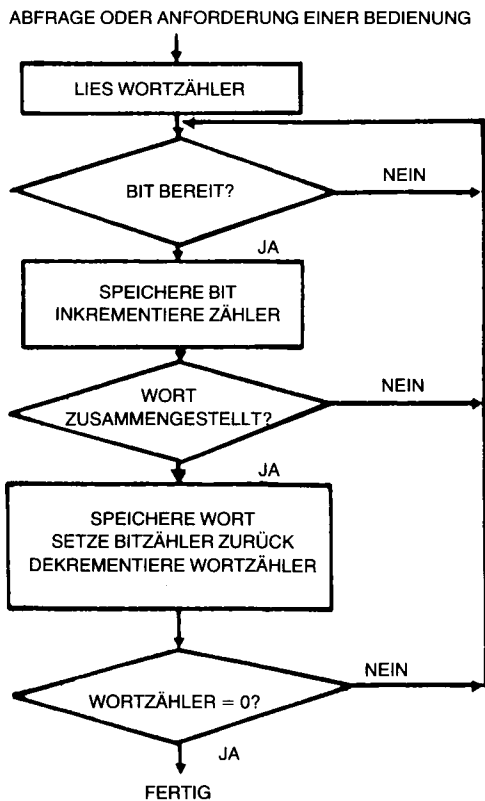 ABFRAGE ODER ANFORDERUNG EINER BEDIENUNG
LIES WORTZÄHLER
BIT BEREIT?
NEIN
JA
SPEICHERE BIT
INKREMENTIERE ZÄHLER
WORT
ZUSAMMENGESTELLT?
NEIN
JA
SPEICHERE WORT
SETZE BITZÄHLER ZURÜCK
DEKREMENTIERE WORTZÄHLER
NEIN
WORTZÄHLER = 0?
JA
FERTIG